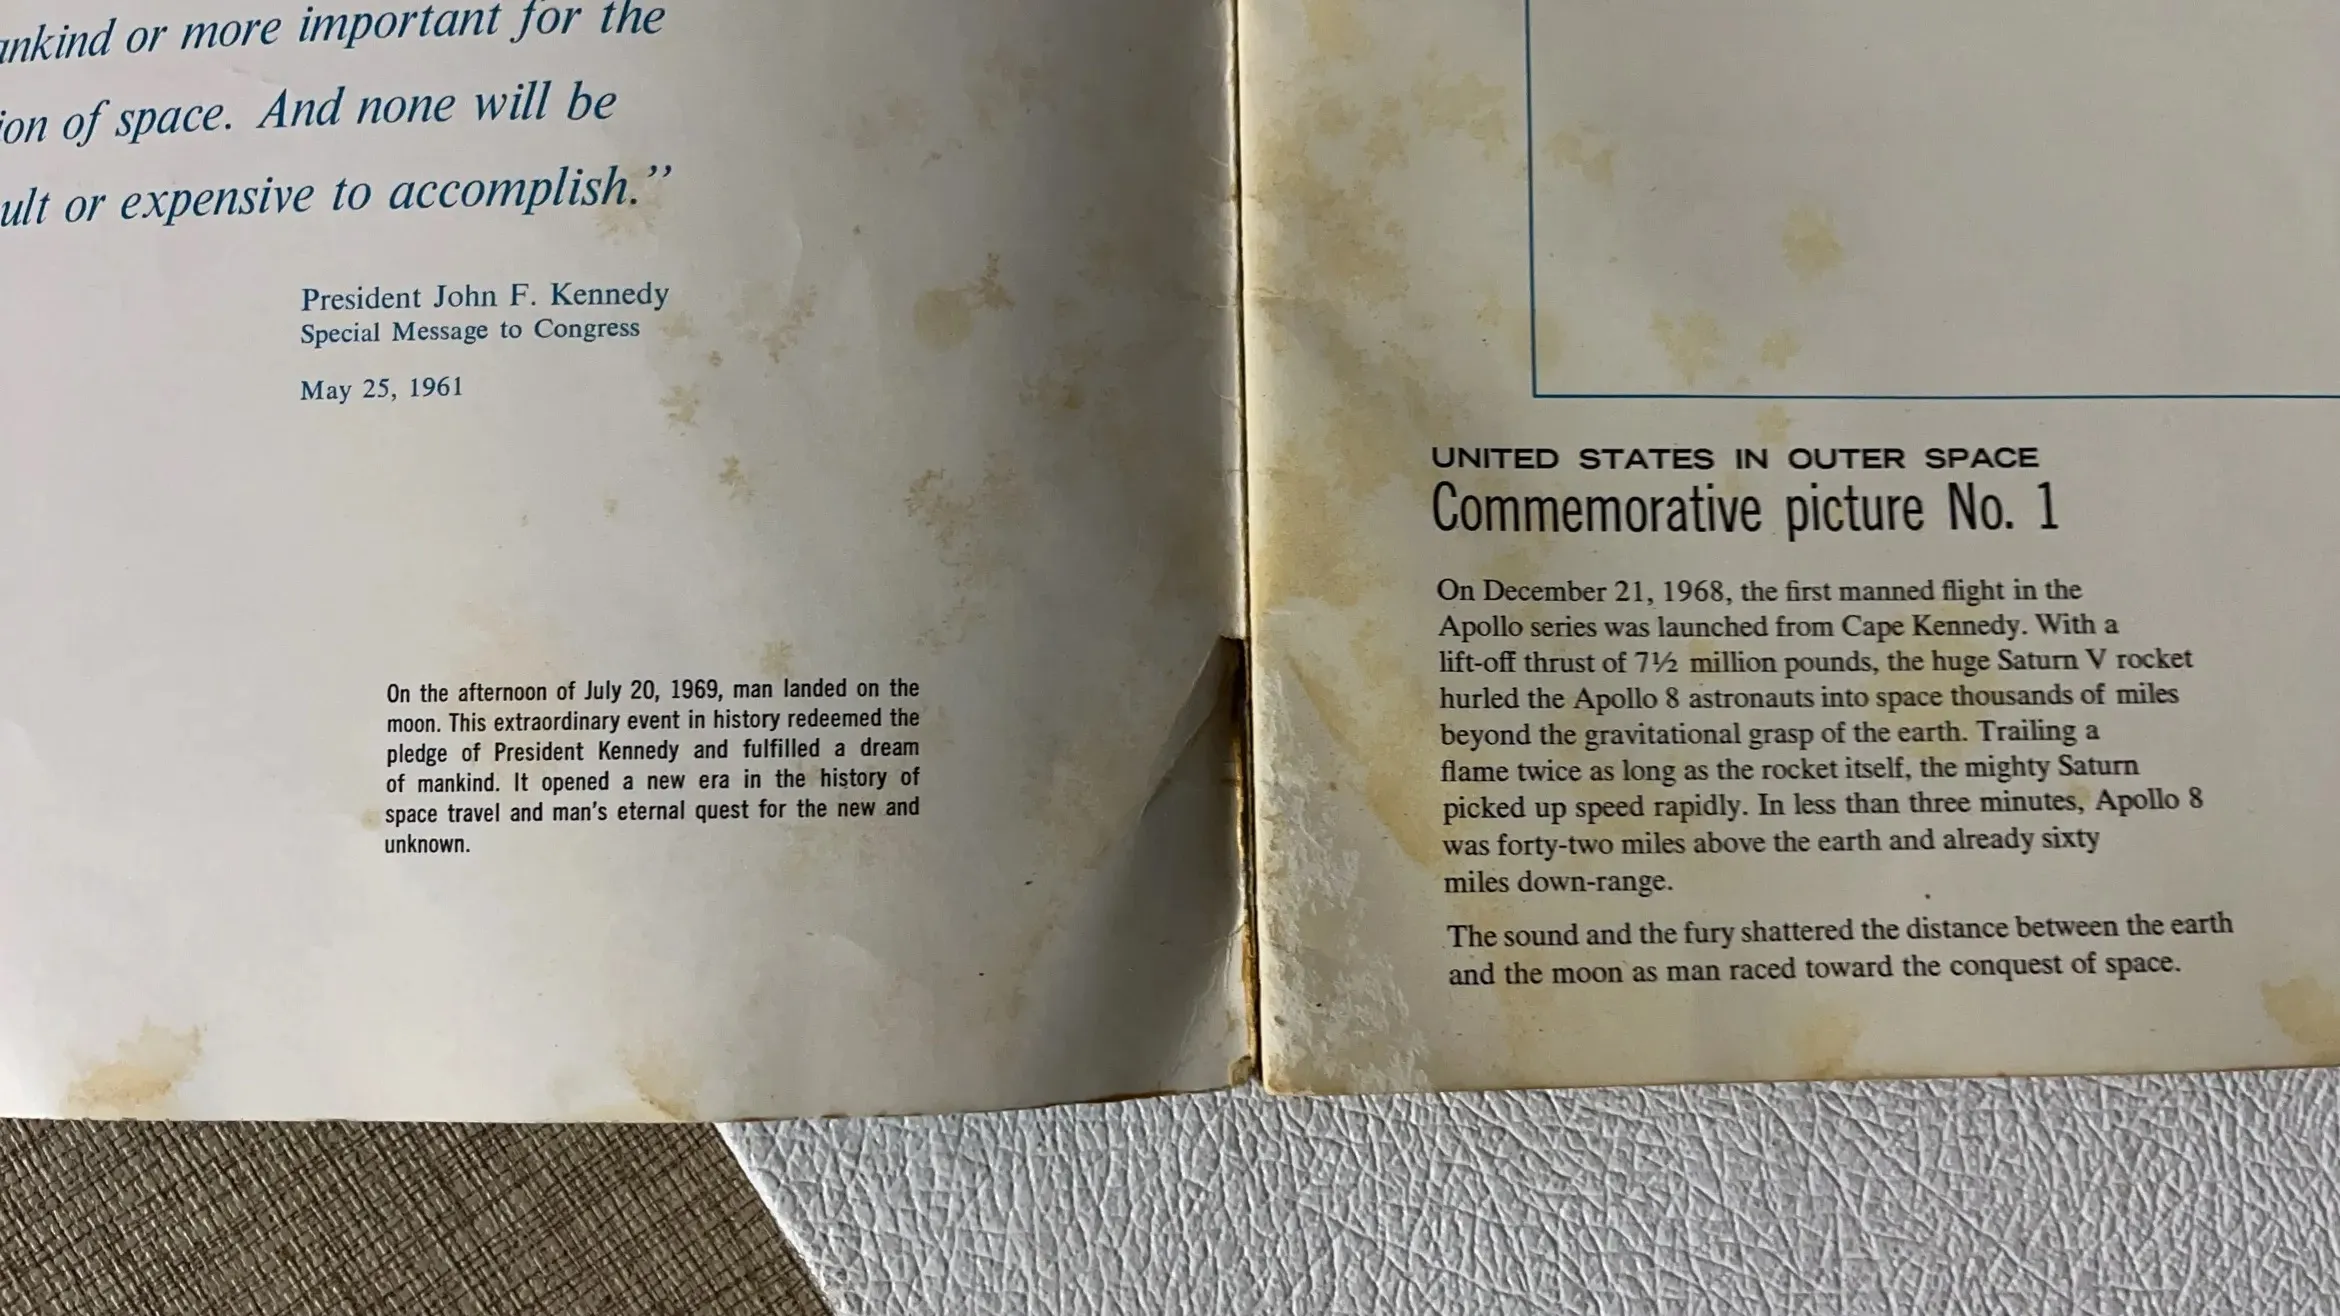 ankind or more important for the
ion of space. And none will be
ult or expensive to accomplish.”
President John F. Kennedy
Special Message to Congress
May 25, 1961
On the afternoon of July 20, 1969, man landed on the
moon. This extraordinary event in history redeemed the
pledge of President Kennedy and fulfilled a dream
of mankind. It opened a new era in the history of
space travel and man's eternal quest for the new and
unknown.
UNITED STATES IN OUTER SPACE
Commemorative picture No. 1
On December 21, 1968, the first manned flight in the
Apollo series was launched from Cape Kennedy. With a
lift-off thrust of 7½ million pounds, the huge Saturn V rocket
hurled the Apollo 8 astronauts into space thousands of miles
beyond the gravitational grasp of the earth. Trailing a
flame twice as long as the rocket itself, the mighty Saturn
picked up speed rapidly. In less than three minutes, Apollo 8
was forty-two miles above the earth and already sixty
miles down-range.
The sound and the fury shattered the distance between the earth
and the moon as man raced toward the conquest of space.